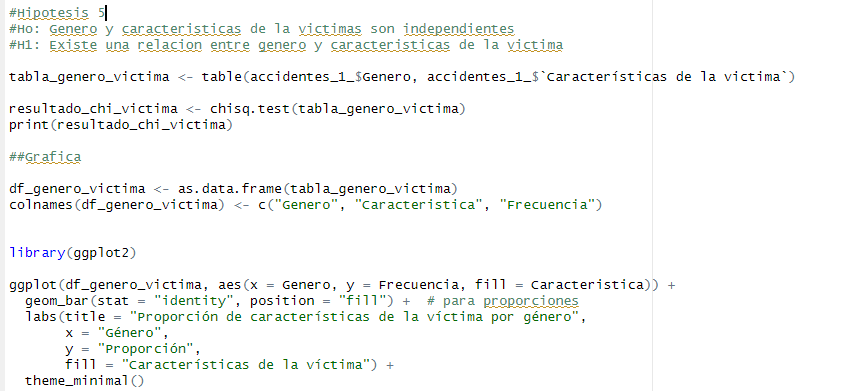 #Hipotesis 5
#Ho: Genero y caracteristicas de la victimas son independientes
#H1: Existe una relacion entre genero y caracteristicas de la victima
tabla_genero_victima <- table(accidentes_1_$Genero, accidentes_1_$`Características de la victima`)
resultado_chi_victima <- chisq.test(tabla_genero_victima)
print(resultado_chi_victima)
##Grafica
df_genero_victima <- as.data.frame(tabla_genero_victima)
colnames(df_genero_victima) <- c("Genero", "Caracteristica", "Frecuencia")
library(ggplot2)
ggplot(df_genero_victima, aes(x = Genero, y = Frecuencia, fill = Caracteristica)) +
  geom_bar(stat = "identity", position = "fill") +  # para proporciones
  labs(title = "Proporción de características de la víctima por género",
       x = "Género",
       y = "Proporción",
       fill = "Características de la víctima") +
  theme_minimal()